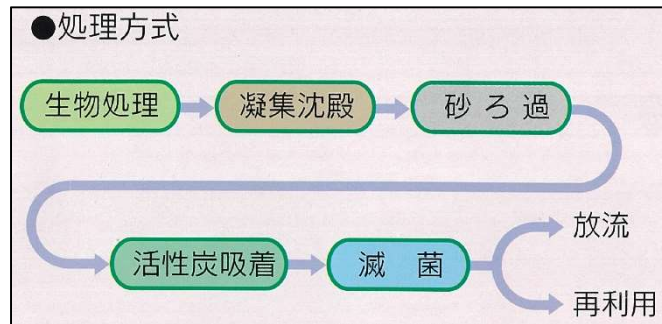 ●処理方式
生物処理
凝集沈殿
砂ろ過
活性炭吸着
滅菌
放流
再利用